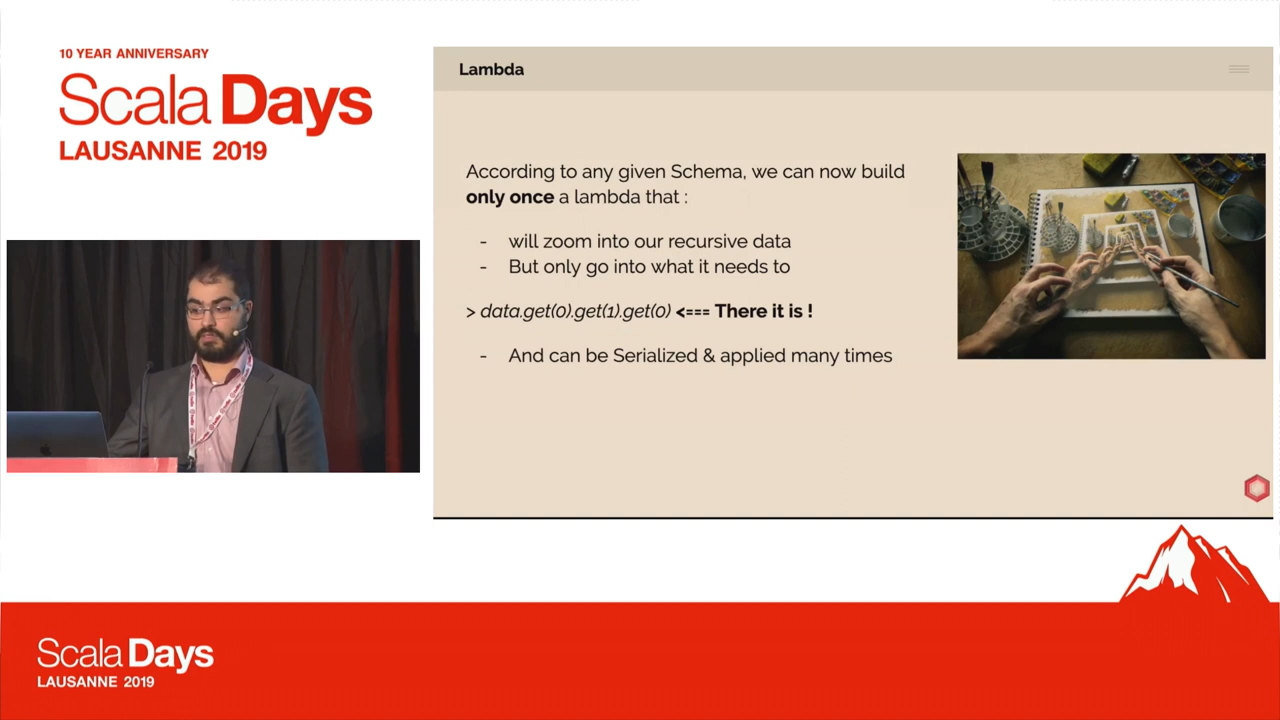 10 YEAR ANNIVERSARY
Scala Days
LAUSANNE 2019
Lambda
According to any given Schema, we can now build
only once a lambda that :
- will zoom into our recursive data
- But only go into what it needs to
> data.get(0).get(1).get(0) <=== There it is !
- And can be Serialized & applied many times
Scala Days
LAUSANNE 2019